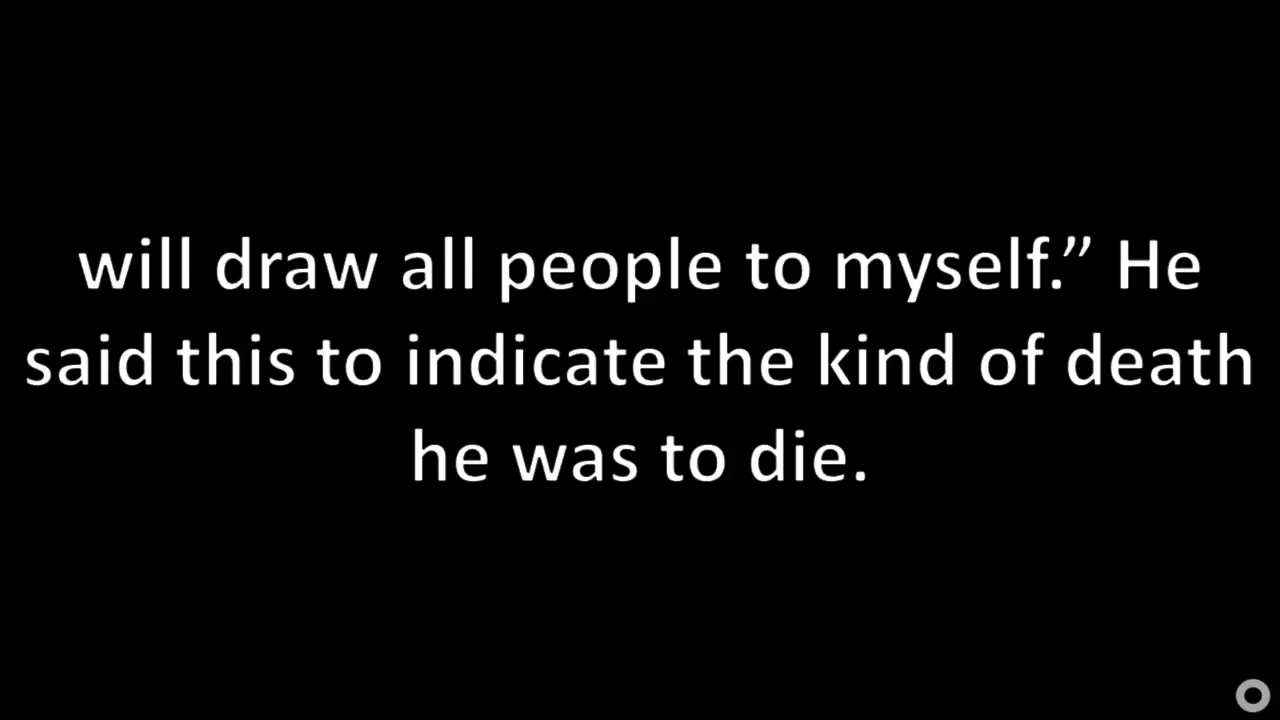 will draw all people to myself.” He
said this to indicate the kind of death
he was to die.